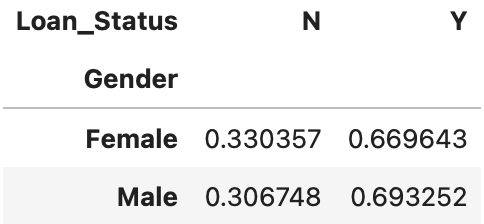 Loan_Status N Y
Gender
Female 0.330357 0.669643
Male 0.306748 0.693252